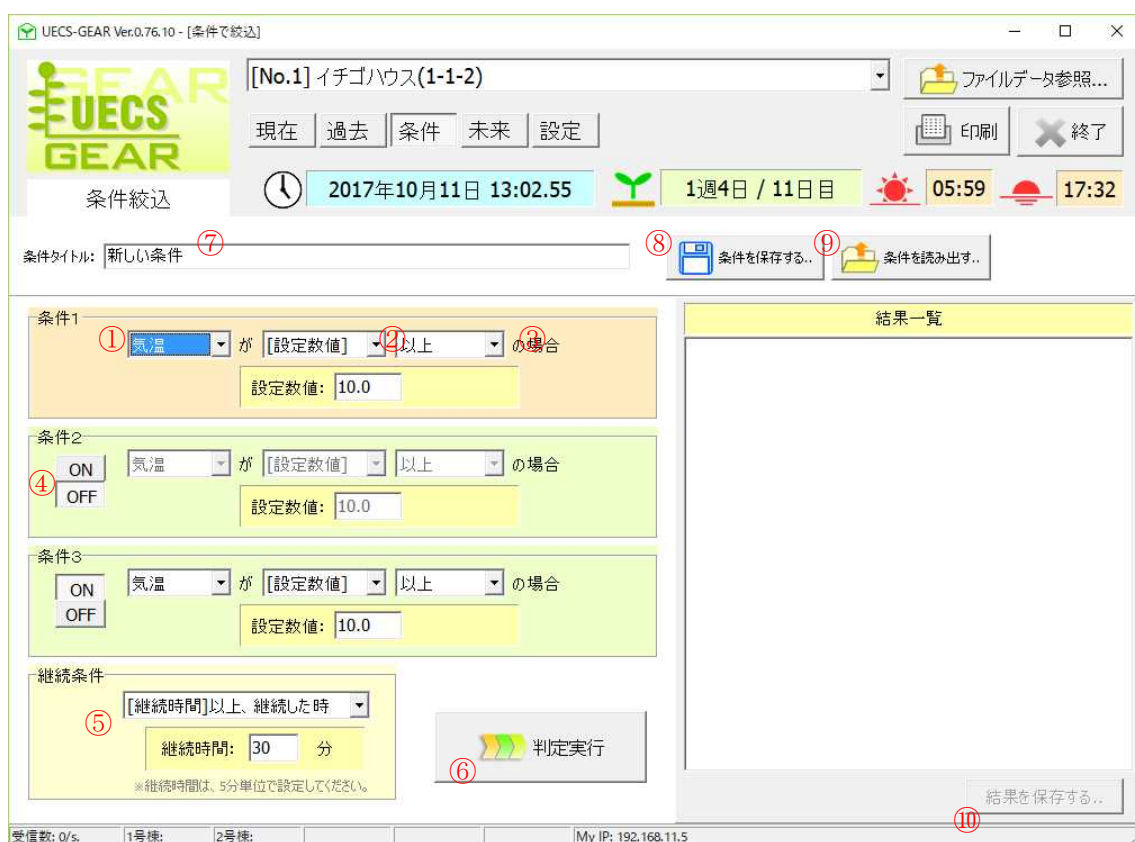 UECS-GEAR Ver.0.76.10 - [条件で絞込]
GEAR
UECS
GEAR
条件絞込
[No.1] イチゴハウス(1-1-2)
ファイルデータ参照...
現在 過去 条件 未来 設定
印刷 終了
2017年10月11日 13:02.55 1週4日 / 11日目 05:59 17:32
条件タイトル: 新しい条件 ⑦ ⑧ 条件を保存する.. ⑨ 条件を読み出す..
条件1
① 気温 が [設定数値] ② 以上 ③ の場合
設定数値: 10.0
条件2
④ ON OFF 気温 が [設定数値] 以上 の場合
設定数値: 10.0
条件3
ON OFF 気温 が [設定数値] 以上 の場合
設定数値: 10.0
継続条件
[継続時間]以上、継続した時
⑤
継続時間: 30 分
※継続時間は、5分単位で設定してください。
⑥ 判定実行
結果一覧
結果を保存する..
⑩
受信数: 0/s. 1号棟: 2号棟: My IP: 192.168.11.5